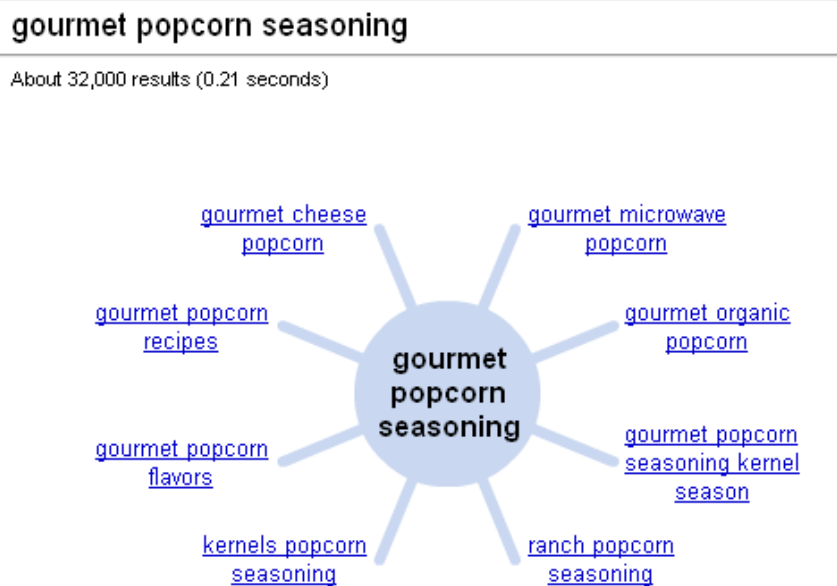 gourmet popcorn seasoning
About 32,000 results (0.21 seconds)
gourmet cheese
popcorn
gourmet microwave
popcorn
gourmet popcorn
recipes
gourmet organic
popcorn
gourmet
popcorn
seasoning
gourmet popcorn
flavors
gourmet popcorn
seasoning kernel
season
kernels popcorn
seasoning
ranch popcorn
seasoning